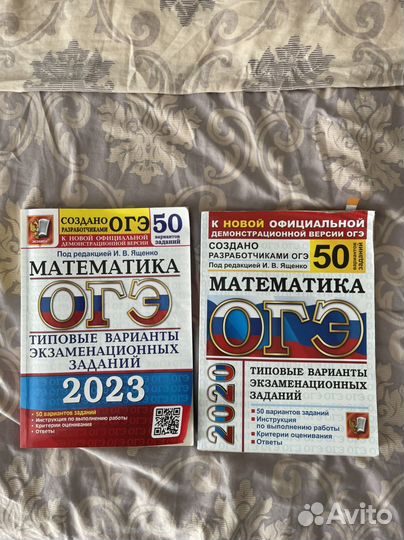 СОЗДАНО
РАЗРАБОТЧИКАМИ
ОГЭ
К НОВОЙ ОФИЦИАЛЬНОЙ
ДЕМОНСТРАЦИОННОЙ ВЕРСИИ
50
вариантов
заданий
ЭКЗАМЕН
Под редакцией И. В. Ященко
МАТЕМАТИКА
ОГЭ
ТИПОВЫЕ ВАРИАНТЫ
ЭКЗАМЕНАЦИОННЫХ
ЗАДАНИЙ
2023
• 50 вариантов заданий
• Инструкция по выполнению работы
• Критерии оценивания
• Ответы
К НОВОЙ ОФИЦИАЛЬНОЙ
ДЕМОНСТРАЦИОННОЙ ВЕРСИИ ОГЭ
СОЗДАНО
РАЗРАБОТЧИКАМИ ОГЭ
Под редакцией И. В. Ященко
50
вариантов
заданий
МАТЕМАТИКА
ОГЭ
2020
ТИПОВЫЕ ВАРИАНТЫ
ЭКЗАМЕНАЦИОННЫХ
ЗАДАНИЙ
• 50 вариантов заданий
• Инструкция
по выполнению работы
• Критерии оценивания
• Ответы
Avito